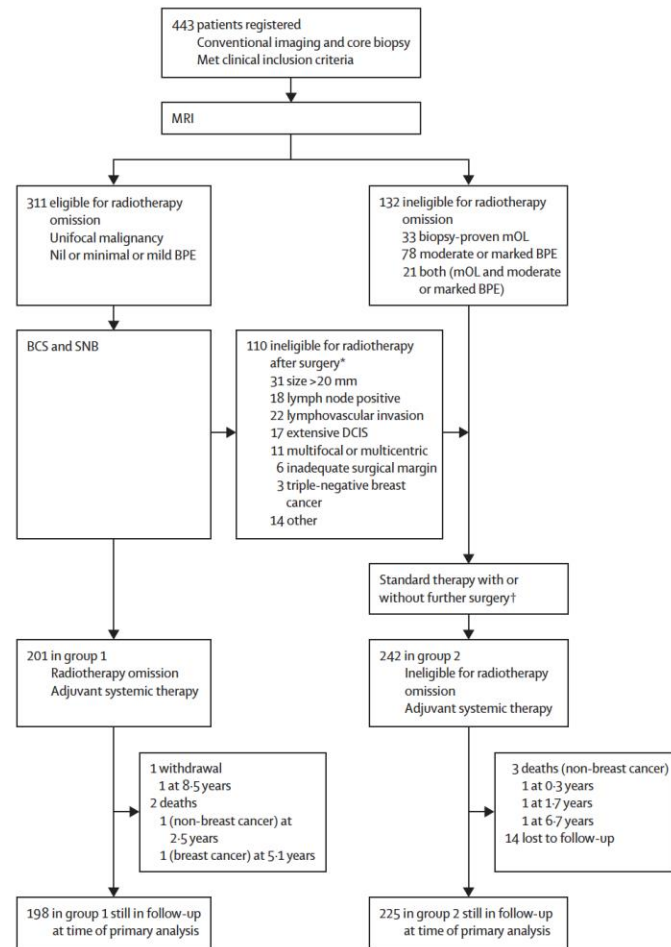 443 patients registered
Conventional imaging and core biopsy
Met clinical inclusion criteria
MRI
311 eligible for radiotherapy
omission
Unifocal malignancy
Nil or minimal or mild BPE
132 ineligible for radiotherapy
omission
33 biopsy-proven mOL
78 moderate or marked BPE
21 both (mOL and moderate
or marked BPE)
BCS and SNB
110 ineligible for radiotherapy
after surgery*
31 size >20 mm
18 lymph node positive
22 lymphovascular invasion
17 extensive DCIS
11 multifocal or multicentric
6 inadequate surgical margin
3 triple-negative breast
cancer
14 other
Standard therapy with or
without further surgery†
201 in group 1
Radiotherapy omission
Adjuvant systemic therapy
242 in group 2
Ineligible for radiotherapy
omission
Adjuvant systemic therapy
1 withdrawal
1 at 8·5 years
2 deaths
1 (non-breast cancer) at
2·5 years
1 (breast cancer) at 5·1 years
3 deaths (non-breast cancer)
1 at 0·3 years
1 at 1·7 years
1 at 6·7 years
14 lost to follow-up
198 in group 1 still in follow-up
at time of primary analysis
225 in group 2 still in follow-up
at time of primary analysis